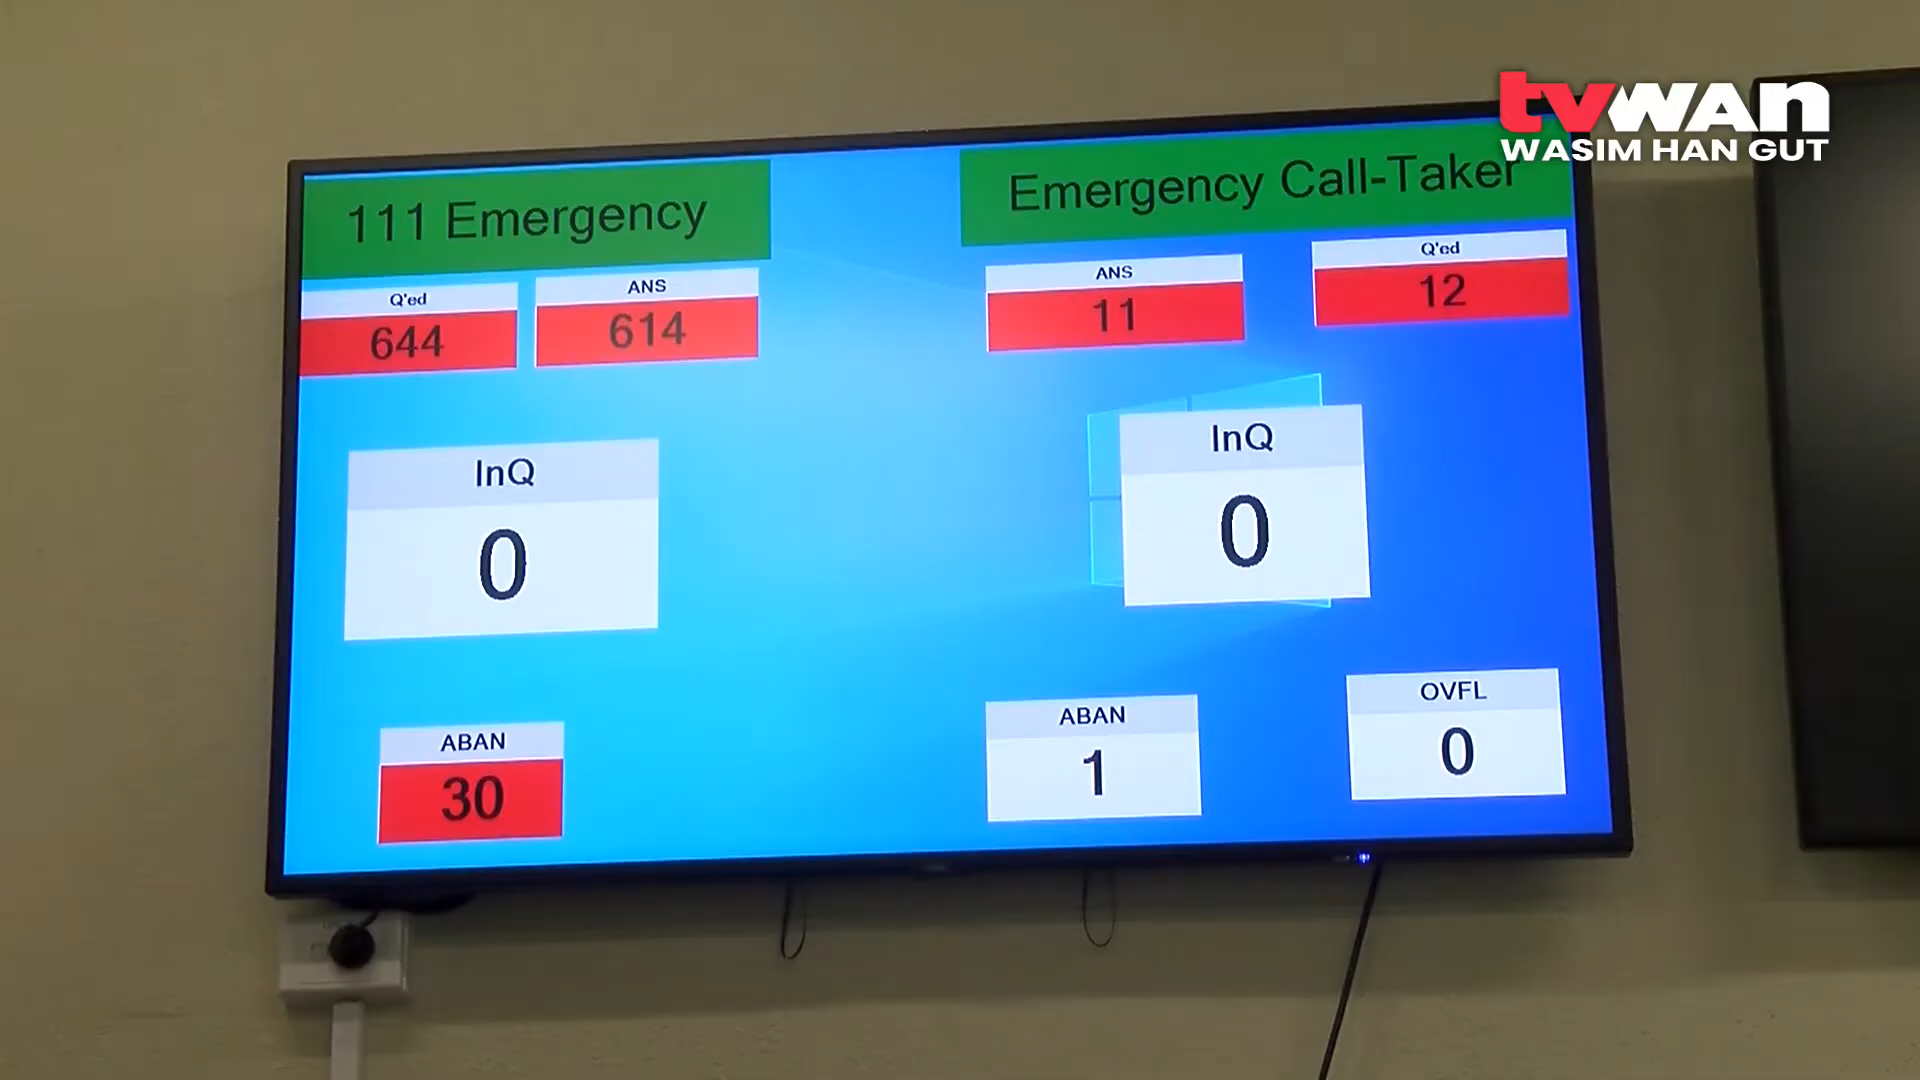 tvwan
WASIM HAN GUT
111 Emergency
Q'ed
644
ANS
614
InQ
0
ABAN
30
Emergency Call-Taker
ANS
11
Q'ed
12
InQ
0
ABAN
1
OVFL
0